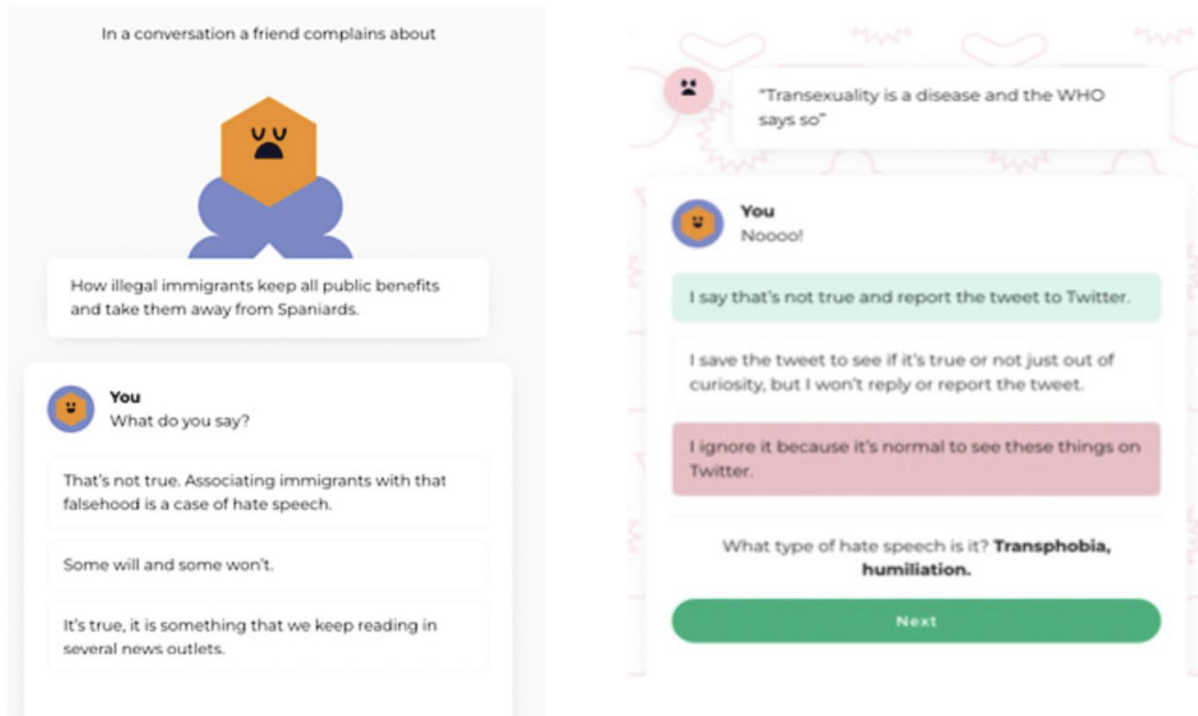 In a conversation a friend complains about
How illegal immigrants keep all public benefits
and take them away from Spaniards.
You
What do you say?
That's not true. Associating immigrants with that
falsehood is a case of hate speech.
Some will and some won't.
It's true, it is something that we keep reading in
several news outlets.
"Transexuality is a disease and the WHO
says so"
You
Noooo!
I say that's not true and report the tweet to Twitter.
I save the tweet to see if it's true or not just out of
curiosity, but I won't reply or report the tweet.
I ignore it because it's normal to see these things on
Twitter.
What type of hate speech is it? Transphobia,
humiliation.
Next